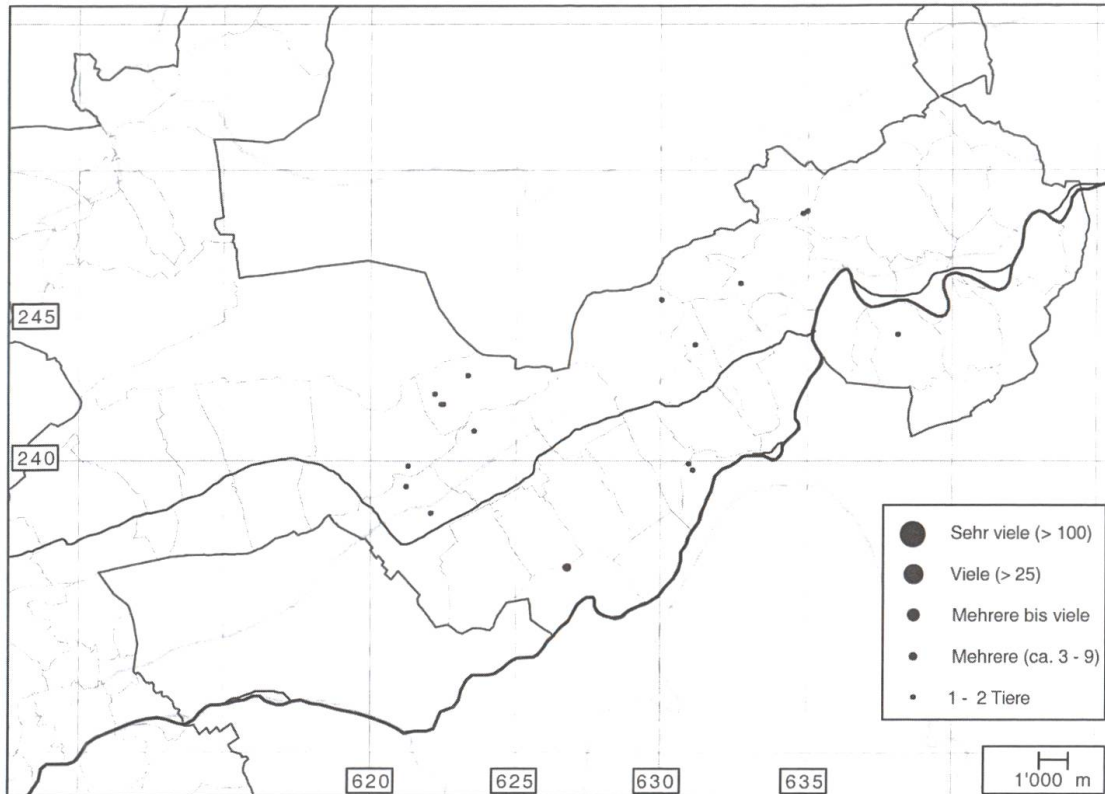 245
240
Sehr viele (> 100)
Viele (> 25)
Mehrere bis viele
Mehrere (ca. 3 - 9)
1 - 2 Tiere
620
625
630
635
1'000 m